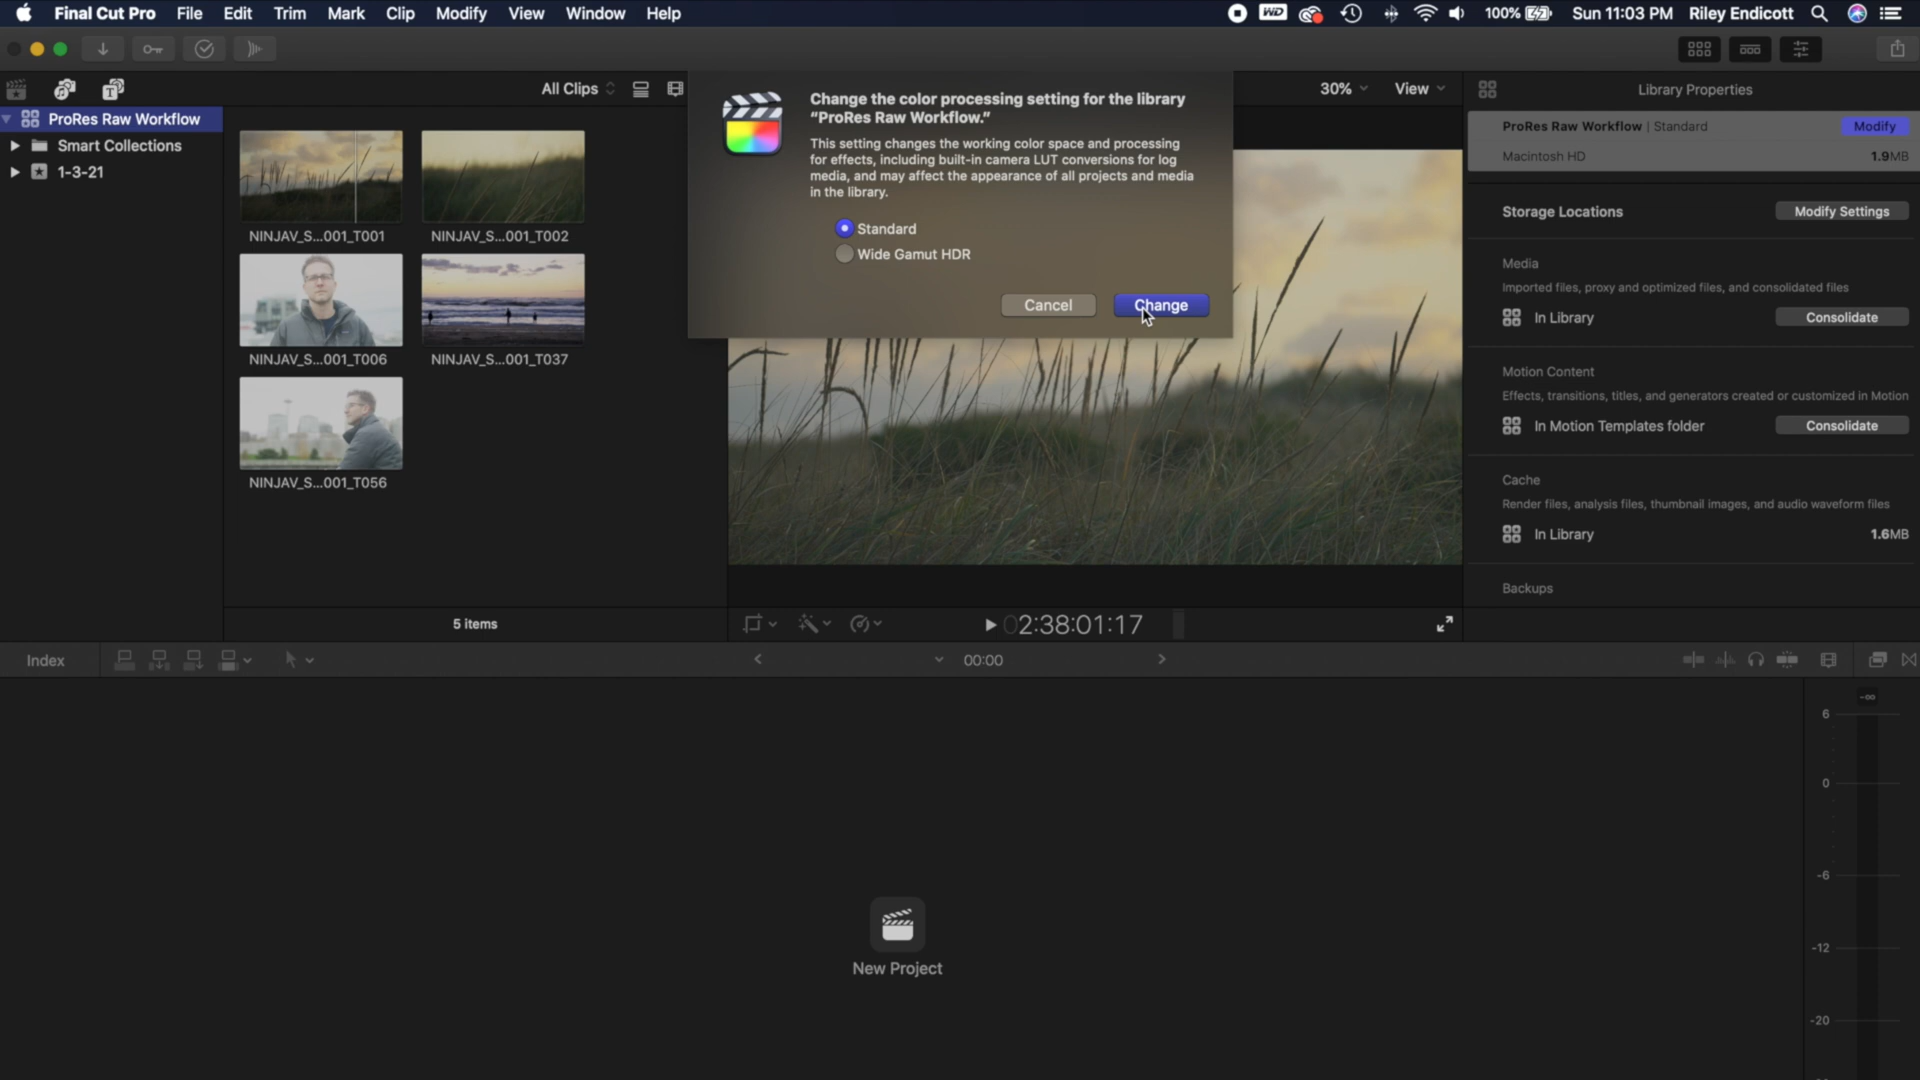 Final Cut Pro File Edit Trim Mark Clip Modify View Window Help
WD 100% Sun 11:03 PM Riley Endicott
All Clips
30% View
Library Properties
ProRes Raw Workflow
Smart Collections
1-3-21
NINJAV_S...001_T001
NINJAV_S...001_T002
NINJAV_S...001_T006
NINJAV_S...001_T037
NINJAV_S...001_T056
5 items
Change the color processing setting for the library
“ProRes Raw Workflow.”
This setting changes the working color space and processing
for effects, including built-in camera LUT conversions for log
media, and may affect the appearance of all projects and media
in the library.
Standard
Wide Gamut HDR
Cancel Change
02:38:01:17
ProRes Raw Workflow | Standard Modify
Macintosh HD 1.9MB
Storage Locations Modify Settings
Media
Imported files, proxy and optimized files, and consolidated files
In Library Consolidate
Motion Content
Effects, transitions, titles, and generators created or customized in Motion
In Motion Templates folder Consolidate
Cache
Render files, analysis files, thumbnail images, and audio waveform files
In Library 1.6MB
Backups
Index 00:00
-∞
6
0
-6
-12
-20
New Project